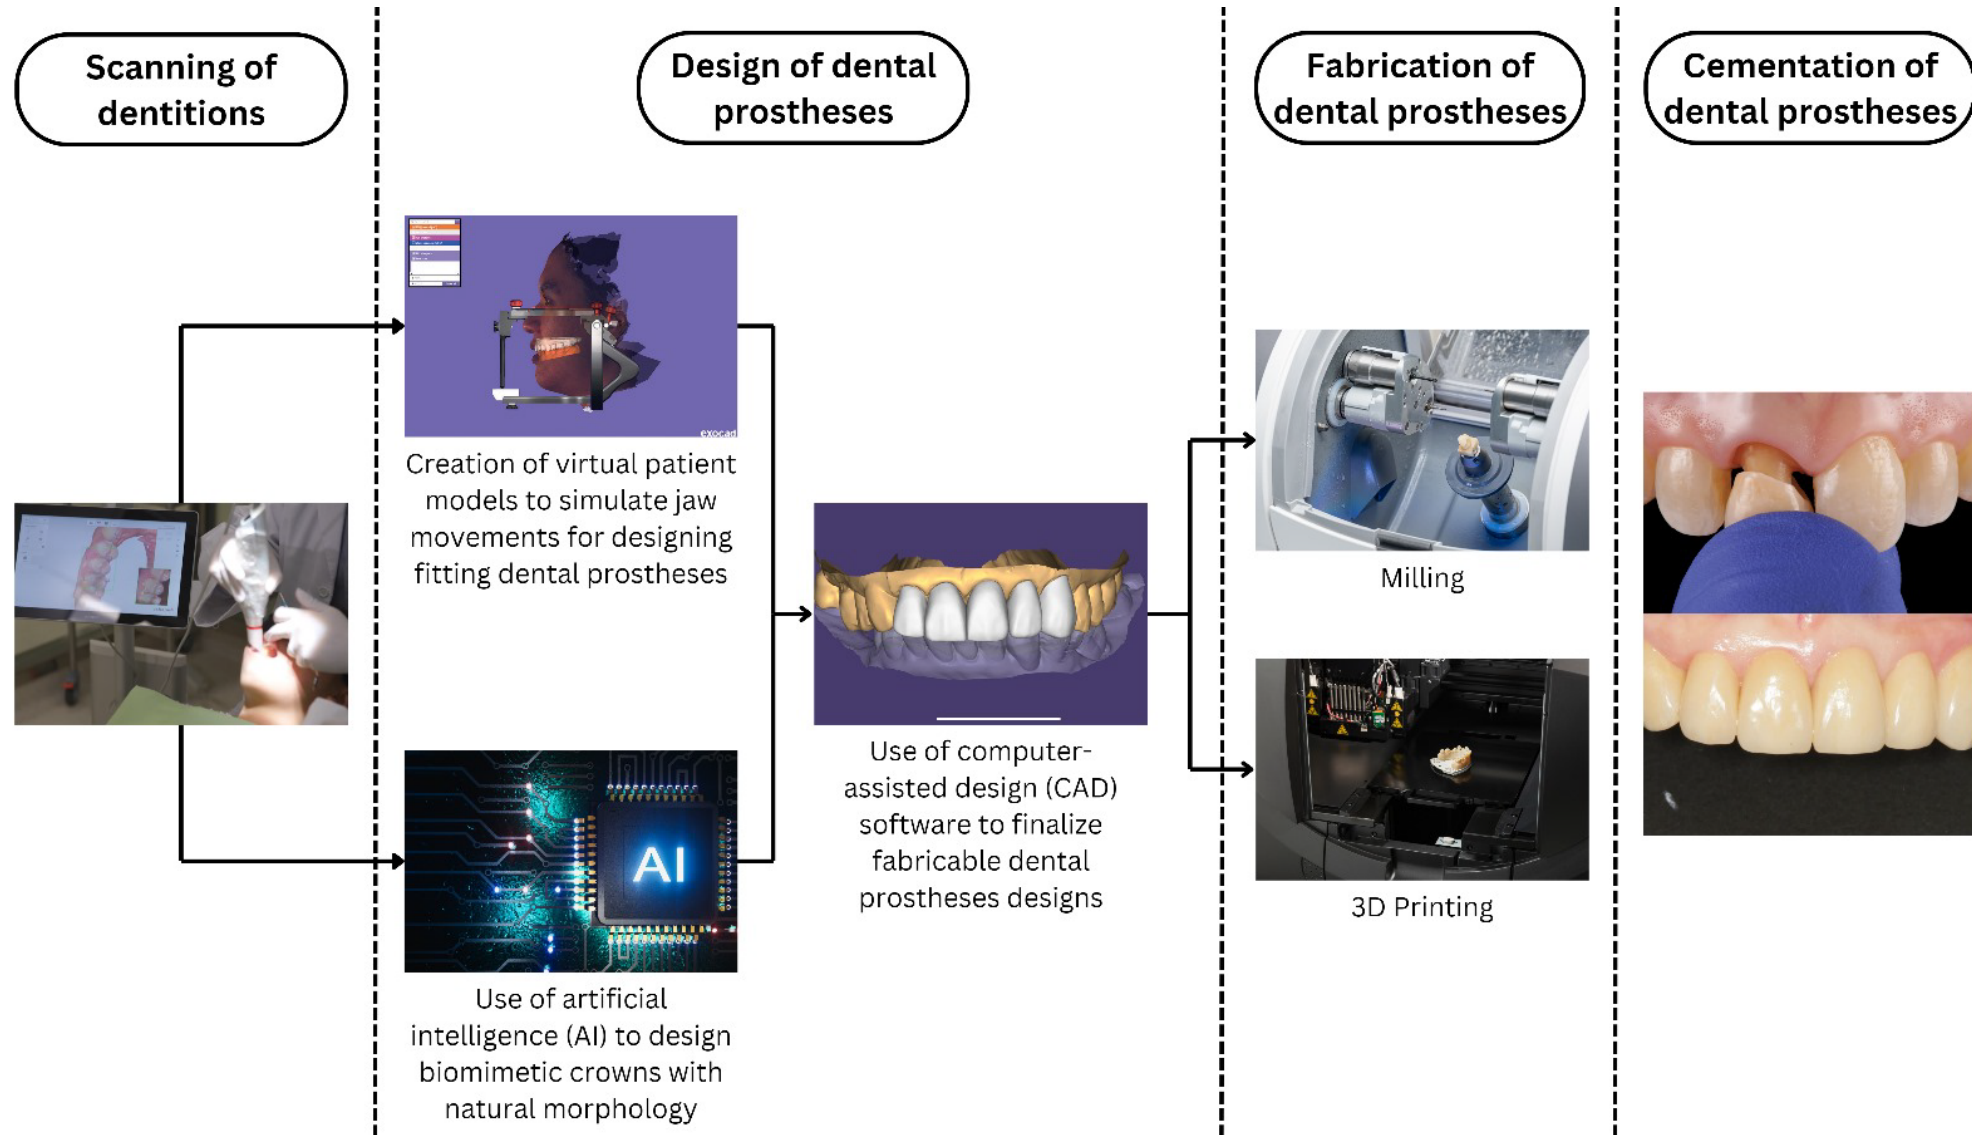 Scanning of
dentitions
Design of dental
prostheses
Fabrication of
dental prostheses
Cementation of
dental prostheses
exocad
Creation of virtual patient
models to simulate jaw
movements for designing
fitting dental prostheses
AI
Use of artificial
intelligence (AI) to design
biomimetic crowns with
natural morphology
Use of computer-
assisted design (CAD)
software to finalize
fabricable dental
prostheses designs
Milling
3D Printing